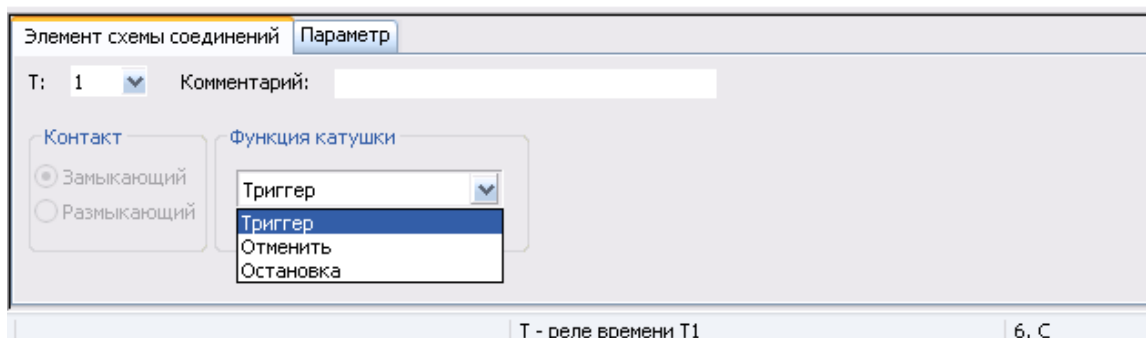 Элемент схемы соединений Параметр
T: 1 Комментарий:
Контакт Функция катушки
Замыкающий
Триггер
Размыкающий
Триггер
Отменить
Остановка
T - реле времени T1 6, C